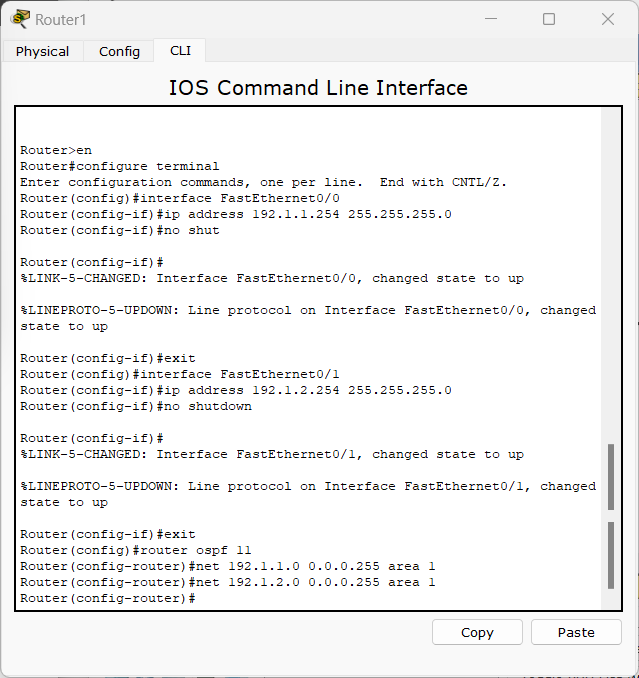 Router1
Physical Config CLI
IOS Command Line Interface
Router>en
Router#configure terminal
Enter configuration commands, one per line.  End with CNTL/Z.
Router(config)#interface FastEthernet0/0
Router(config-if)#ip address 192.1.1.254 255.255.255.0
Router(config-if)#no shut
Router(config-if)#
%LINK-5-CHANGED: Interface FastEthernet0/0, changed state to up
%LINEPROTO-5-UPDOWN: Line protocol on Interface FastEthernet0/0, changed
state to up
Router(config-if)#exit
Router(config)#interface FastEthernet0/1
Router(config-if)#ip address 192.1.2.254 255.255.255.0
Router(config-if)#no shutdown
Router(config-if)#
%LINK-5-CHANGED: Interface FastEthernet0/1, changed state to up
%LINEPROTO-5-UPDOWN: Line protocol on Interface FastEthernet0/1, changed
state to up
Router(config-if)#exit
Router(config)#router ospf 11
Router(config-router)#net 192.1.1.0 0.0.0.255 area 1
Router(config-router)#net 192.1.2.0 0.0.0.255 area 1
Router(config-router)#
Copy Paste